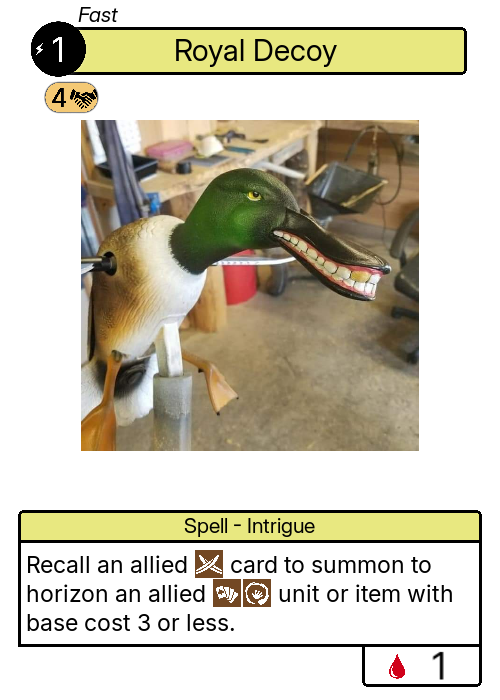 Fast
1
Royal Decoy
4
Spell - Intrigue
Recall an allied card to summon to
horizon an allied unit or item with
base cost 3 or less.
1